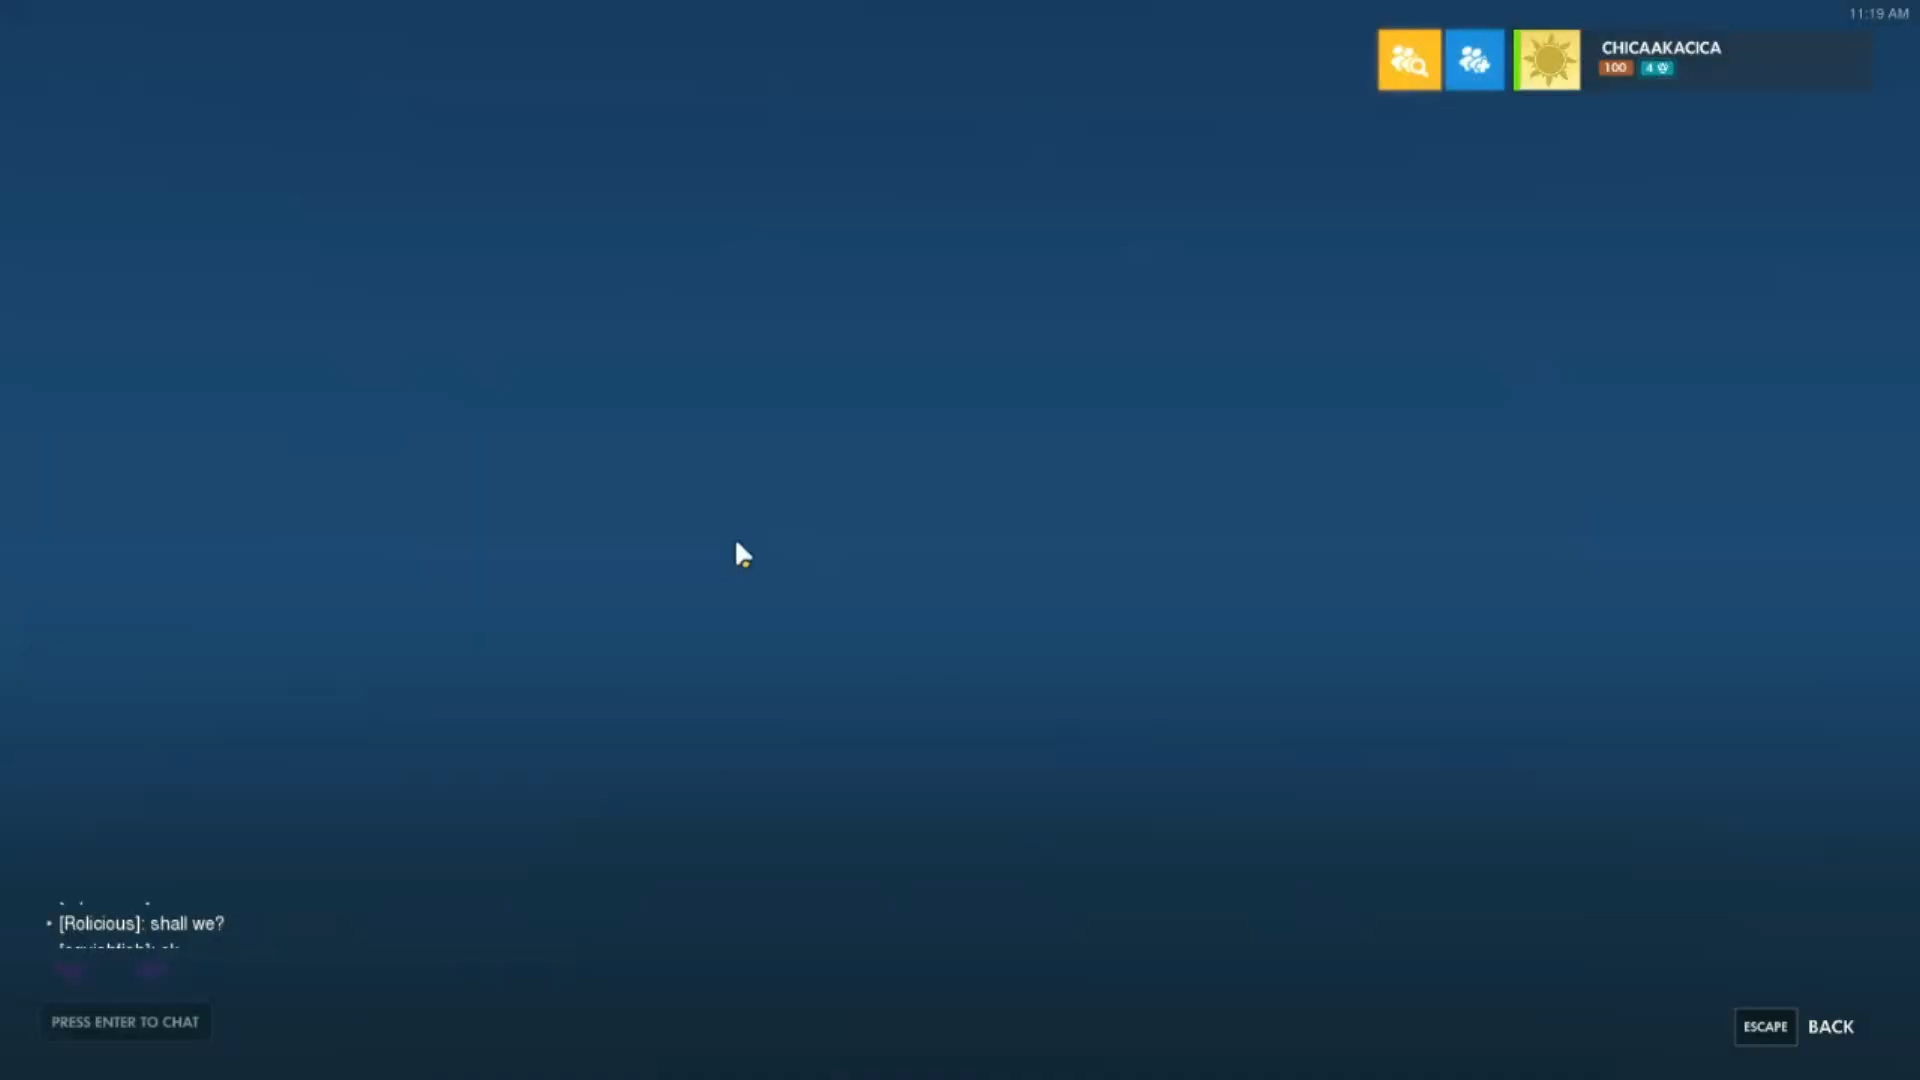 11:19 AM
CHICAAKACICA
100 4
[Rolicious]: shall we?
PRESS ENTER TO CHAT
ESCAPE BACK